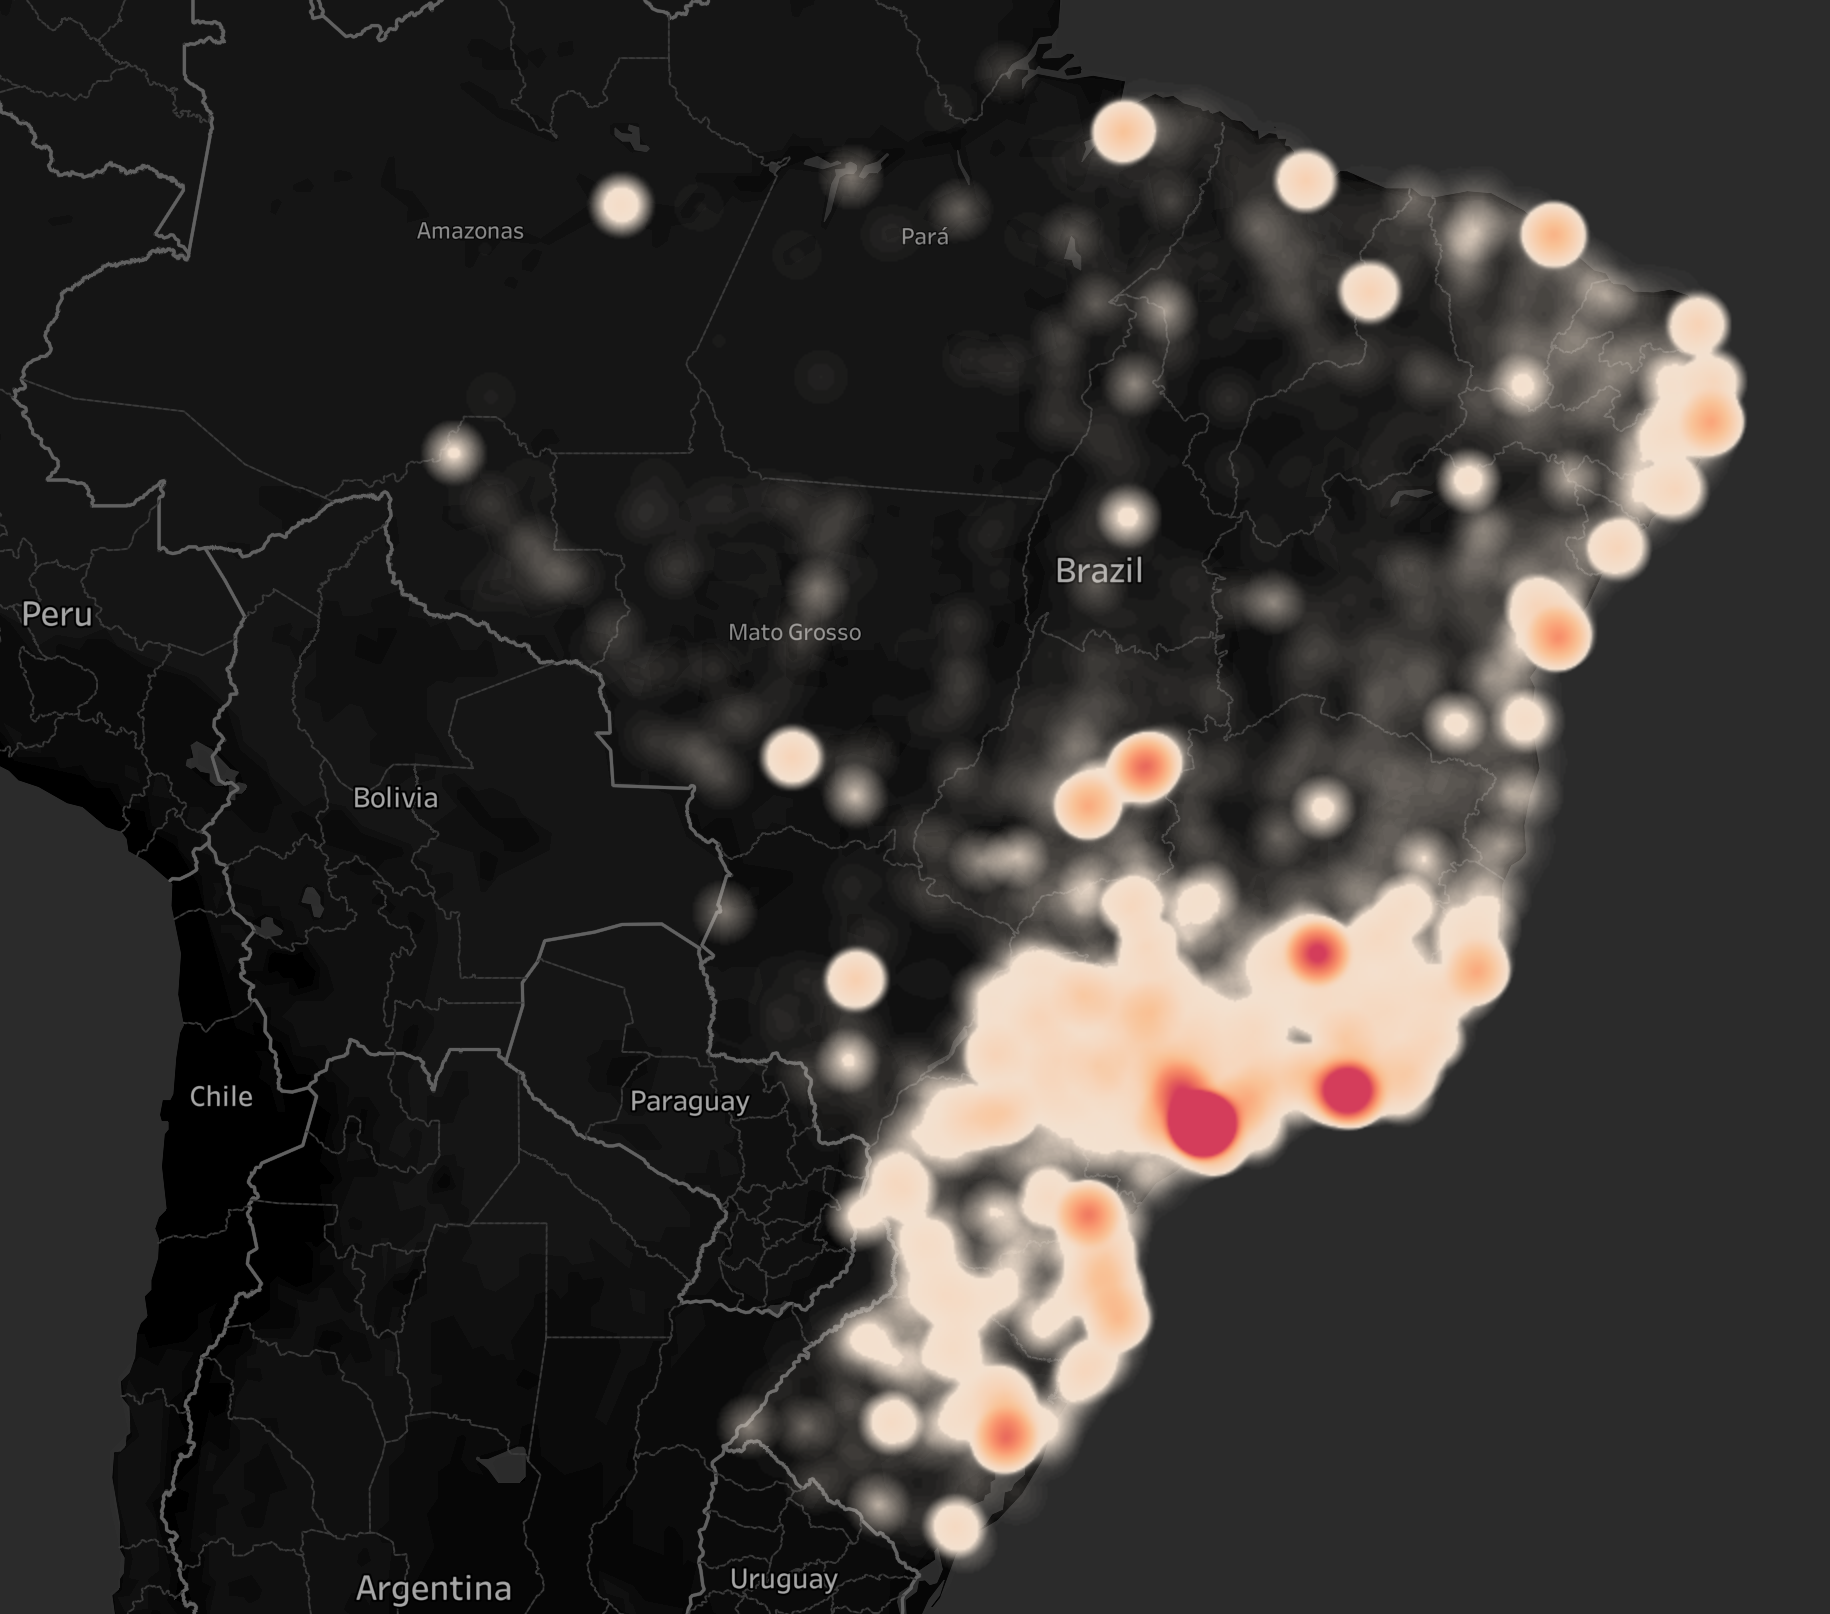 Amazonas
Pará
Brazil
Peru
Mato Grosso
Bolivia
Chile
Paraguay
Argentina
Uruguay